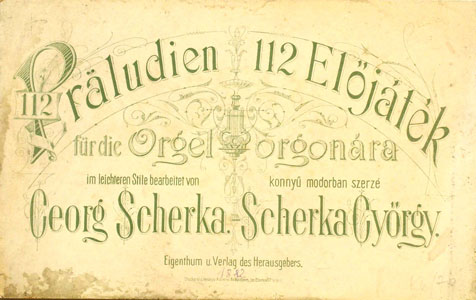 112 Präludien 112 Előjáték
für die Orgel orgonára
im leichteren Stile bearbeitet von konnyű modorban szerzé
Georg Scherka.-Scherka György.
Eigenthum u. Verlag des Herausgebers.